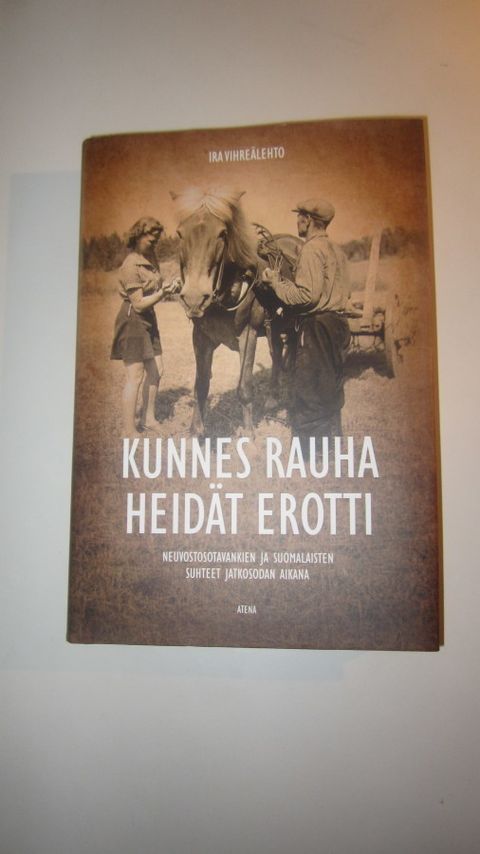 IRA VIHREÄLEHTO
KUNNES RAUHA
HEIDÄT EROTTI
NEUVOSTOSOTAVANKIEN JA SUOMALAISTEN
SUHTEET JATKOSODAN AIKANA
ATENA